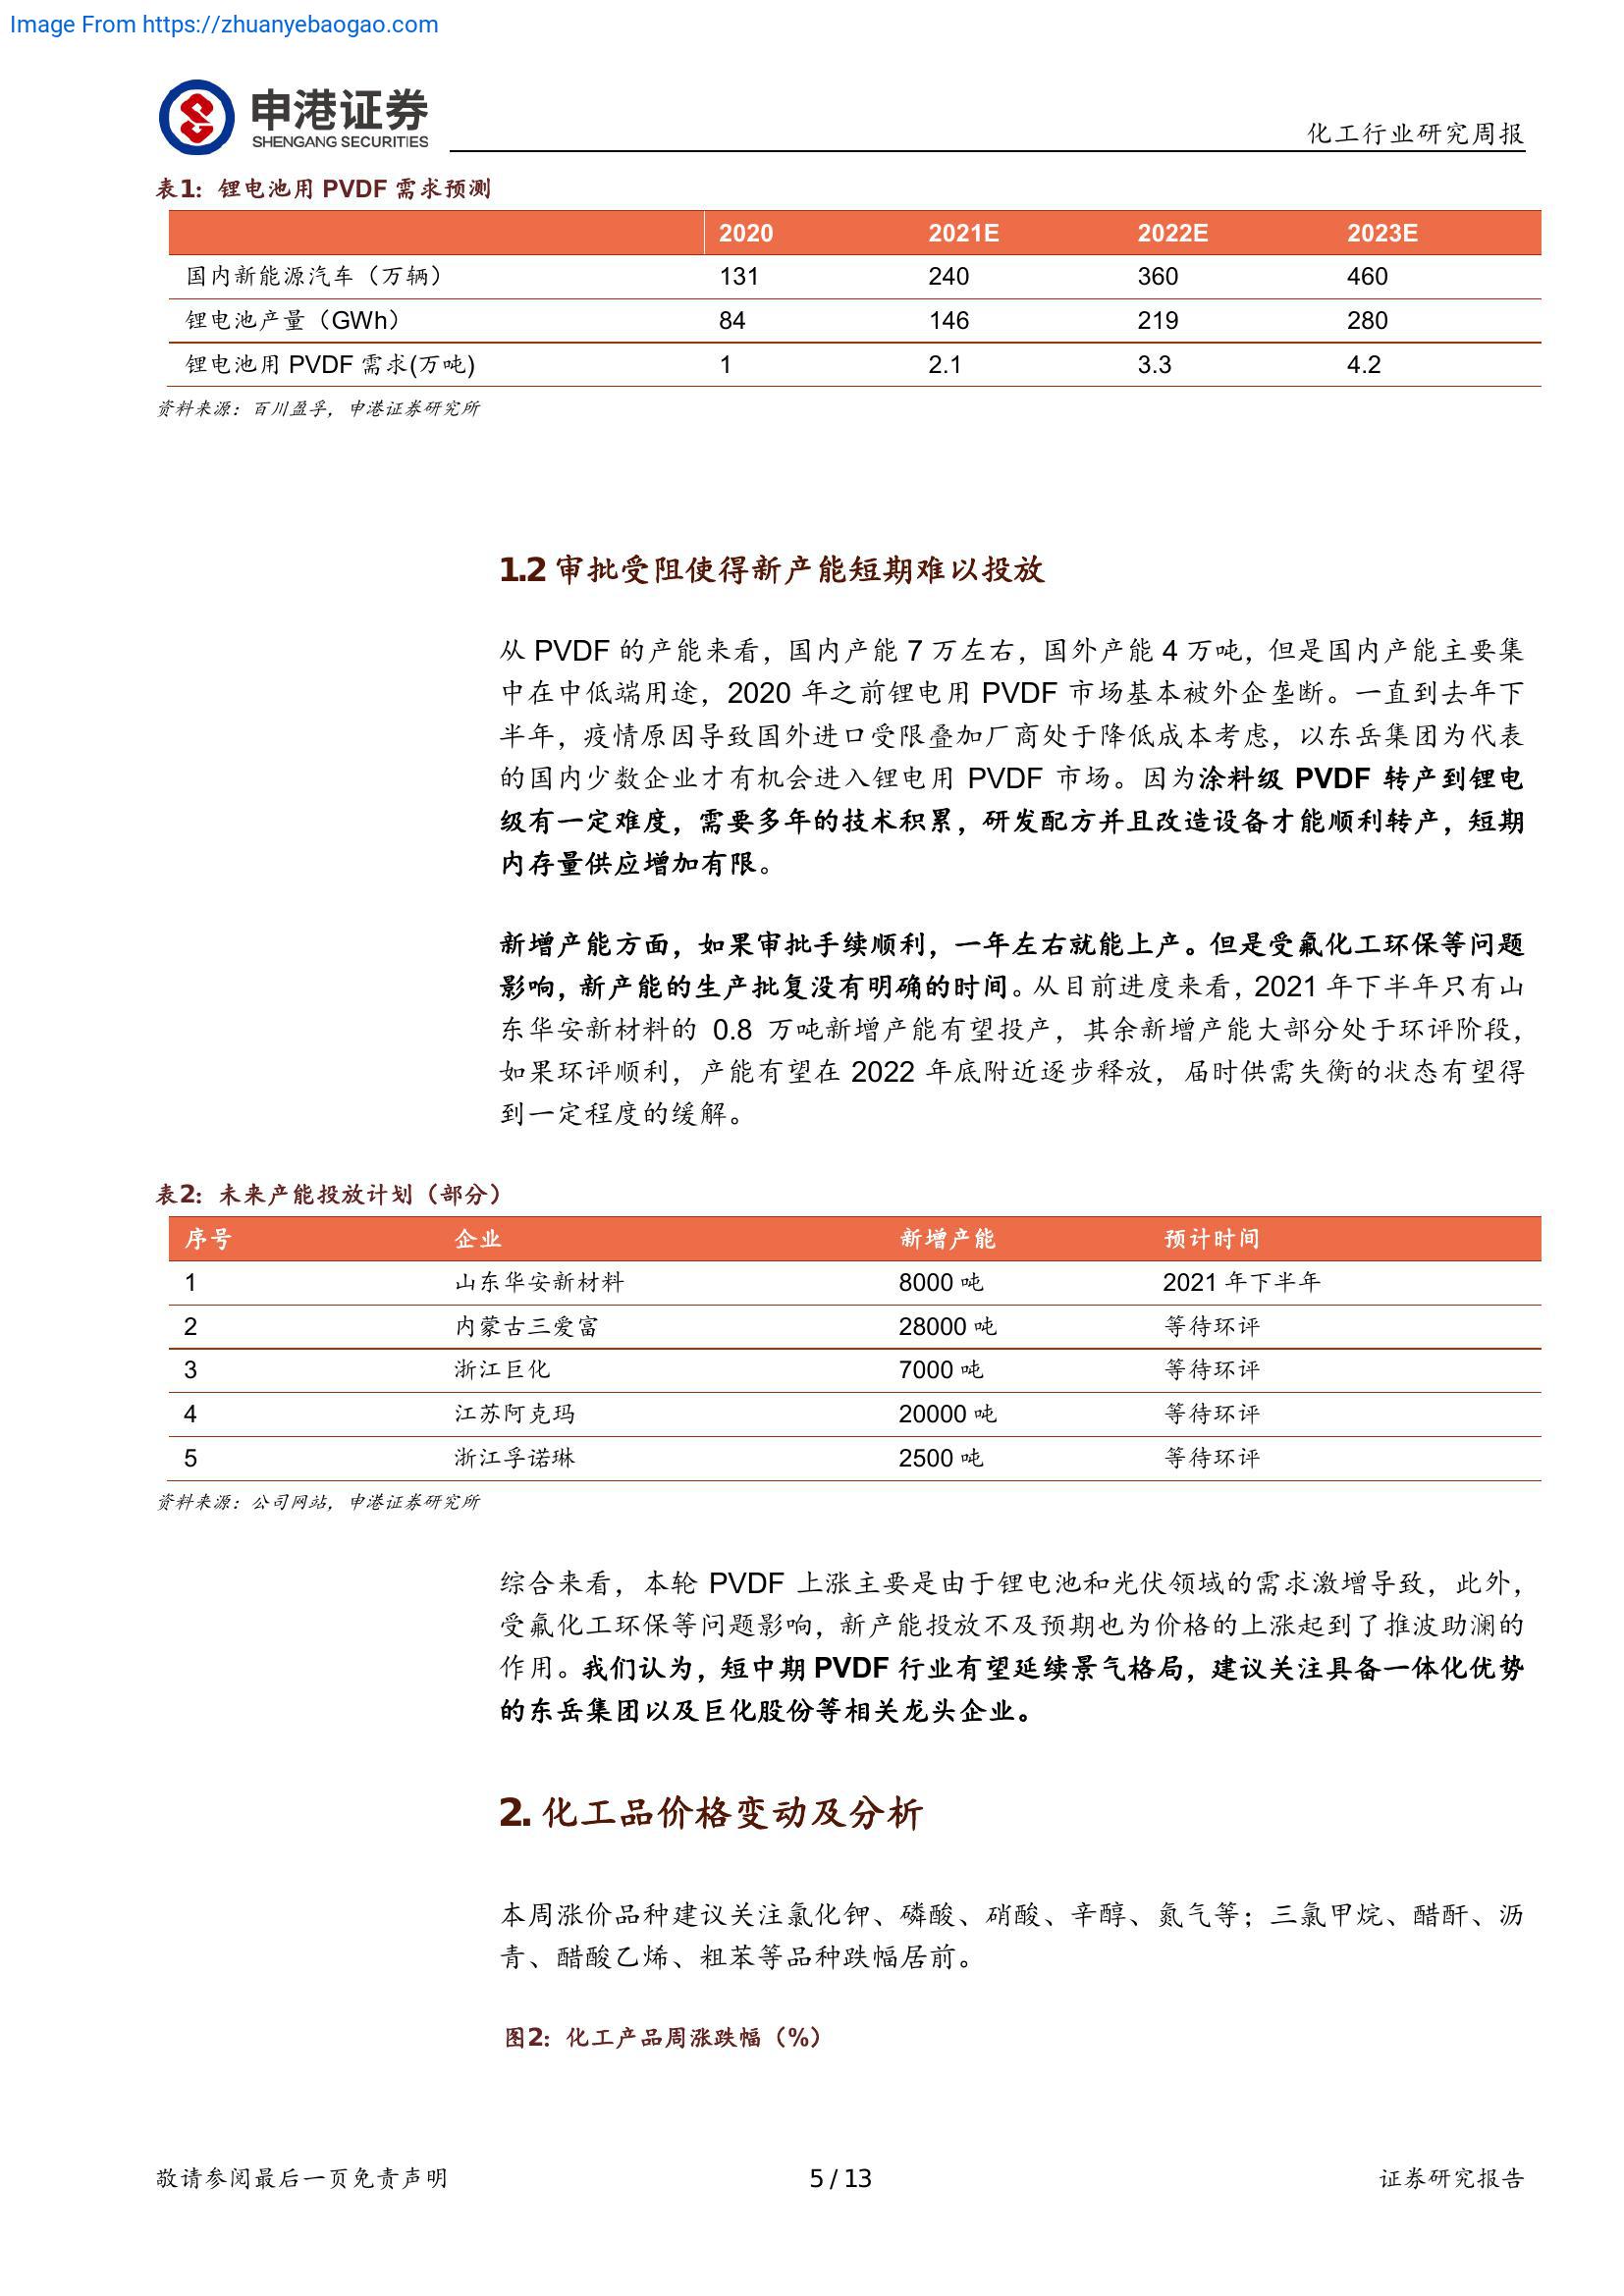 Image From https://zhuanyebaogao.com
申港证券
SHENGANG SECURITIES
化工行业研究周报
表1：锂电池用 PVDF 需求预测
2020 2021E 2022E 2023E
国内新能源汽车（万辆） 131 240 360 460
锂电池产量（GWh） 84 146 219 280
锂电池用 PVDF 需求(万吨) 1 2.1 3.3 4.2
资料来源：百川盈孚，申港证券研究所
1.2 审批受阻使得新产能短期难以投放
从 PVDF 的产能来看，国内产能 7 万左右，国外产能 4 万吨，但是国内产能主要集
中在中低端用途，2020 年之前锂电用 PVDF 市场基本被外企垄断。一直到去年下
半年，疫情原因导致国外进口受限叠加厂商处于降低成本考虑，以东岳集团为代表
的国内少数企业才有机会进入锂电用 PVDF 市场。因为涂料级 PVDF 转产到锂电
级有一定难度，需要多年的技术积累，研发配方并且改造设备才能顺利转产，短期
内存量供应增加有限。
新增产能方面，如果审批手续顺利，一年左右就能上产。但是受氟化工环保等问题
影响，新产能的生产批复没有明确的时间。从目前进度来看，2021 年下半年只有山
东华安新材料的 0.8 万吨新增产能有望投产，其余新增产能大部分处于环评阶段，
如果环评顺利，产能有望在 2022 年底附近逐步释放，届时供需失衡的状态有望得
到一定程度的缓解。
表2：未来产能投放计划（部分）
序号 企业 新增产能 预计时间
1 山东华安新材料 8000 吨 2021 年下半年
2 内蒙古三爱富 28000 吨 等待环评
3 浙江巨化 7000 吨 等待环评
4 江苏阿克玛 20000 吨 等待环评
5 浙江孚诺琳 2500 吨 等待环评
资料来源：公司网站，申港证券研究所
综合来看，本轮 PVDF 上涨主要是由于锂电池和光伏领域的需求激增导致，此外，
受氟化工环保等问题影响，新产能投放不及预期也为价格的上涨起到了推波助澜的
作用。我们认为，短中期 PVDF 行业有望延续景气格局，建议关注具备一体化优势
的东岳集团以及巨化股份等相关龙头企业。
2. 化工品价格变动及分析
本周涨价品种建议关注氯化钾、磷酸、硝酸、辛醇、氮气等；三氯甲烷、醋酐、沥
青、醋酸乙烯、粗苯等品种跌幅居前。
图2：化工产品周涨跌幅（%）
敬请参阅最后一页免责声明
5 / 13
证券研究报告